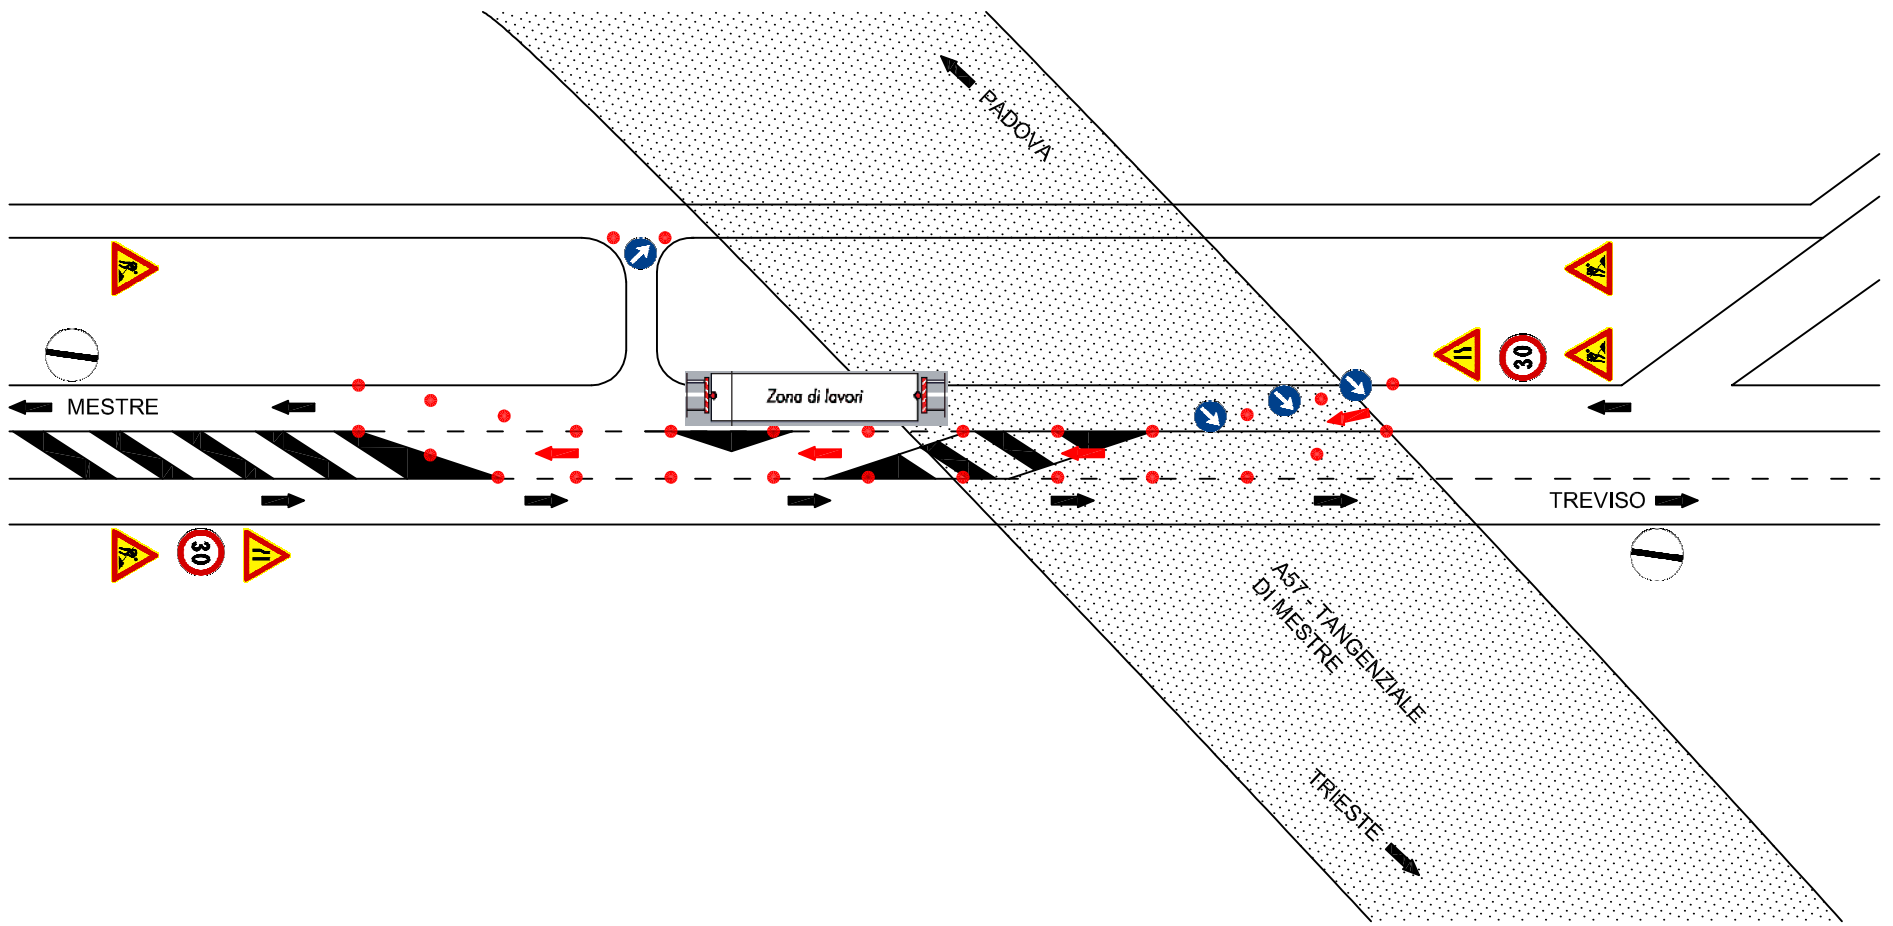 PADOVA
30
MESTRE
Zona di lavori
TREVISO
30
A57 - TANGENZIALE
DI MESTRE
TRIESTE